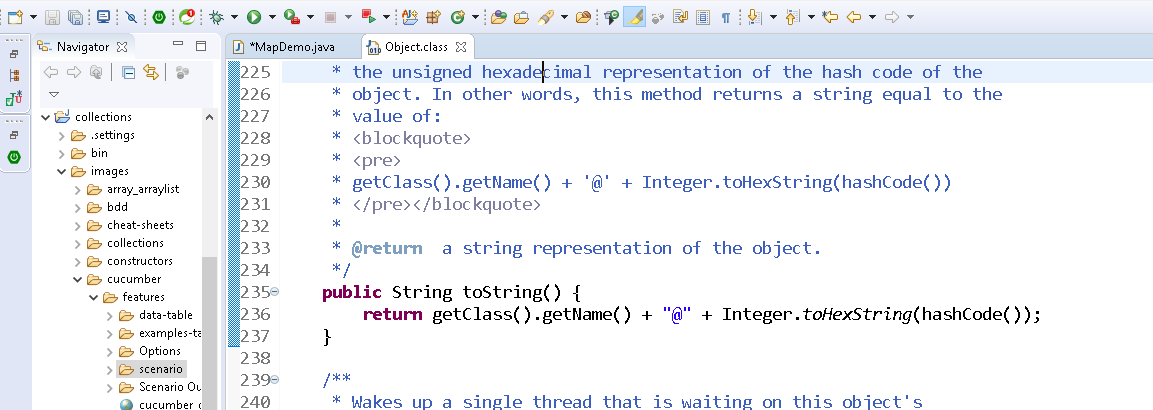 Navigator
*MapDemo.java
Object.class
collections
.settings
bin
images
array_arraylist
bdd
cheat-sheets
collections
constructors
cucumber
features
data-table
examples-ta
Options
scenario
Scenario Ou
cucumber_c
225 * the unsigned hexadecimal representation of the hash code of the
226 * object. In other words, this method returns a string equal to the
227 * value of:
228 * <blockquote>
229 * <pre>
230 * getClass().getName() + '@' + Integer.toHexString(hashCode())
231 * </pre></blockquote>
232 *
233 * @return  a string representation of the object.
234 */
235 public String toString() {
236 return getClass().getName() + "@" + Integer.toHexString(hashCode());
237 }
238
239 /**
240 * Wakes up a single thread that is waiting on this object's